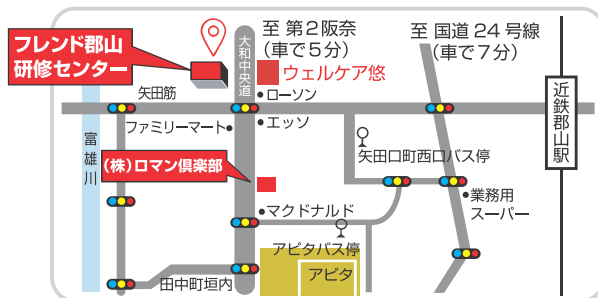 フレンド郡山
研修センター
至 第2阪奈
(車で5分)
至 国道24号線
(車で7分)
大和中央道
ウェルケア悠
ローソン
矢田筋
ファミリーマート
エッソ
近鉄郡山駅
富雄川
矢田口町西口バス停
(株)ロマン倶楽部
業務用
スーパー
マクドナルド
アピタバス停
アピタ
田中町垣内